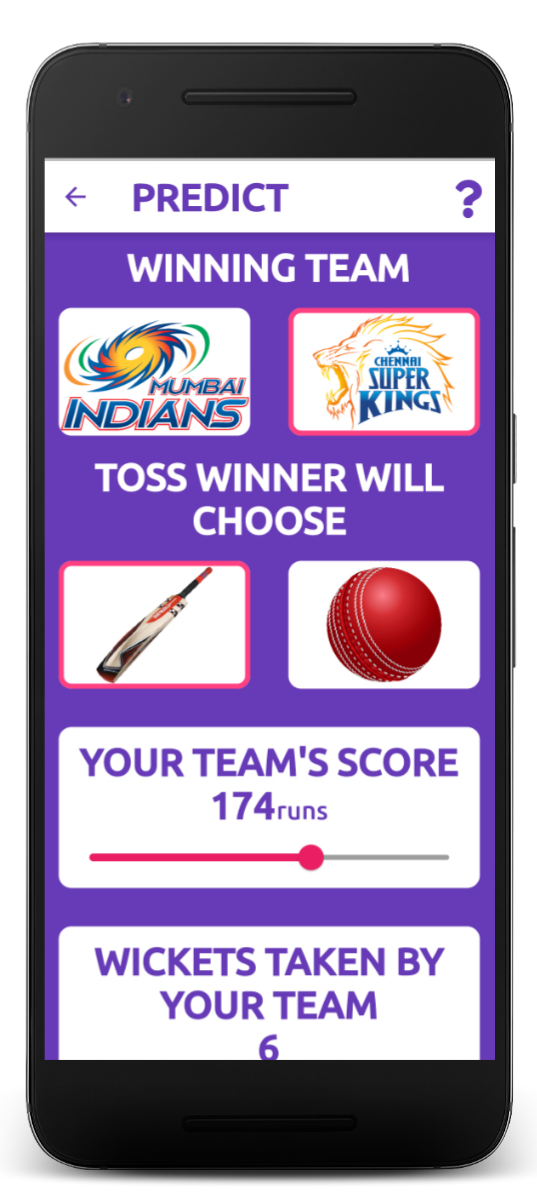 ← PREDICT ?
WINNING TEAM
MUMBAI
INDIANS
CHENNAI
SUPER
KINGS
TOSS WINNER WILL
CHOOSE
YOUR TEAM'S SCORE
174runs
WICKETS TAKEN BY
YOUR TEAM
6